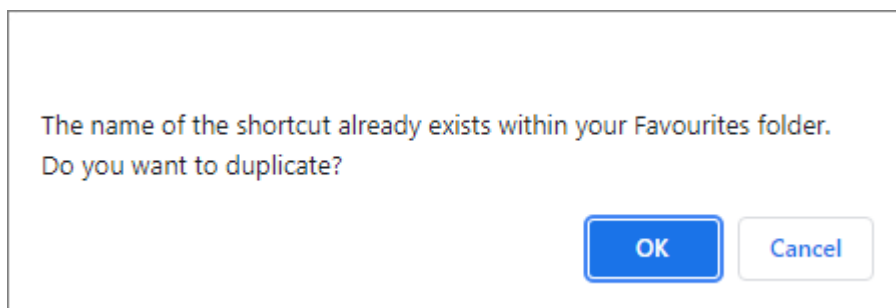 The name of the shortcut already exists within your Favourites folder.
Do you want to duplicate?
OK
Cancel